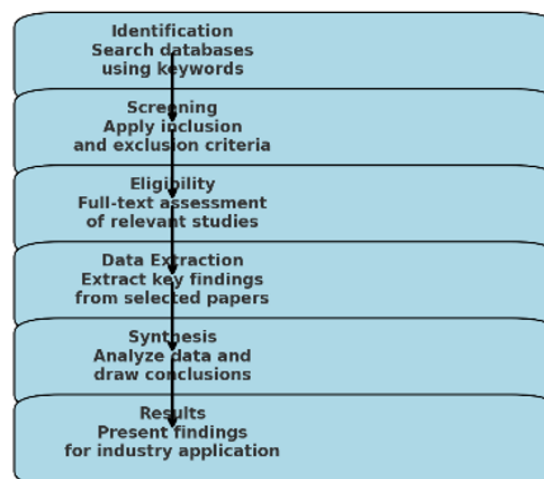 Identification
Search databases
using keywords
Screening
Apply inclusion
and exclusion criteria
Eligibility
Full-text assessment
of relevant studies
Data Extraction
Extract key findings
from selected papers
Synthesis
Analyze data and
draw conclusions
Results
Present findings
for industry application